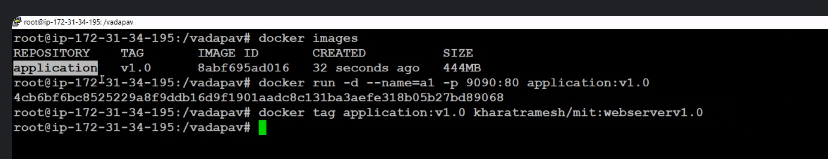 root@ip-172-31-34-195: /vadapav
root@ip-172-31-34-195:/vadapav# docker images
REPOSITORY    TAG       IMAGE ID       CREATED          SIZE
application   v1.0      8abf695ad016   32 seconds ago   444MB
root@ip-172-31-34-195:/vadapav# docker run -d --name=a1 -p 9090:80 application:v1.0
4cb6bf6bc8525229a8f9ddb16d9f1901aadc8c131ba3aefe318b05b27bd89068
root@ip-172-31-34-195:/vadapav# docker tag application:v1.0 kharatramesh/mit:webserverv1.0
root@ip-172-31-34-195:/vadapav#